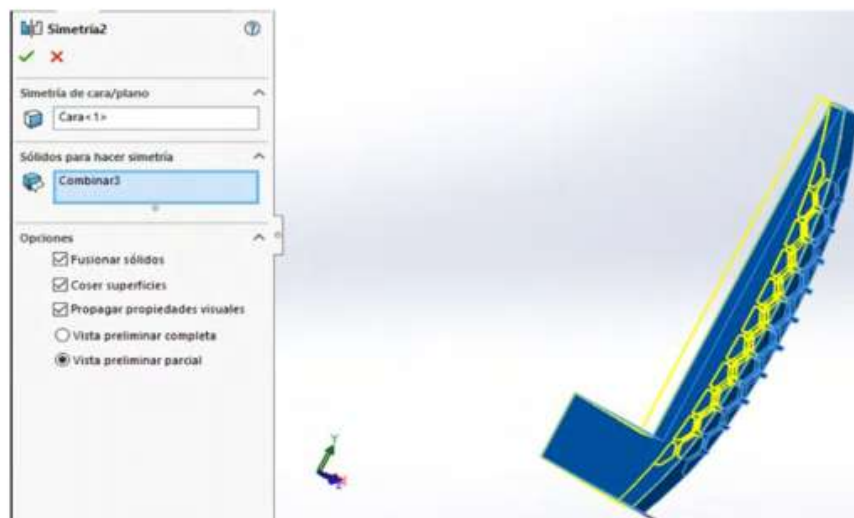 Simetría2
Simetría de cara/plano
Cara<1>
Sólidos para hacer simetría
Combinar3
Opciones
Fusionar sólidos
Coser superficies
Propagar propiedades visuales
Vista preliminar completa
Vista preliminar parcial
Y